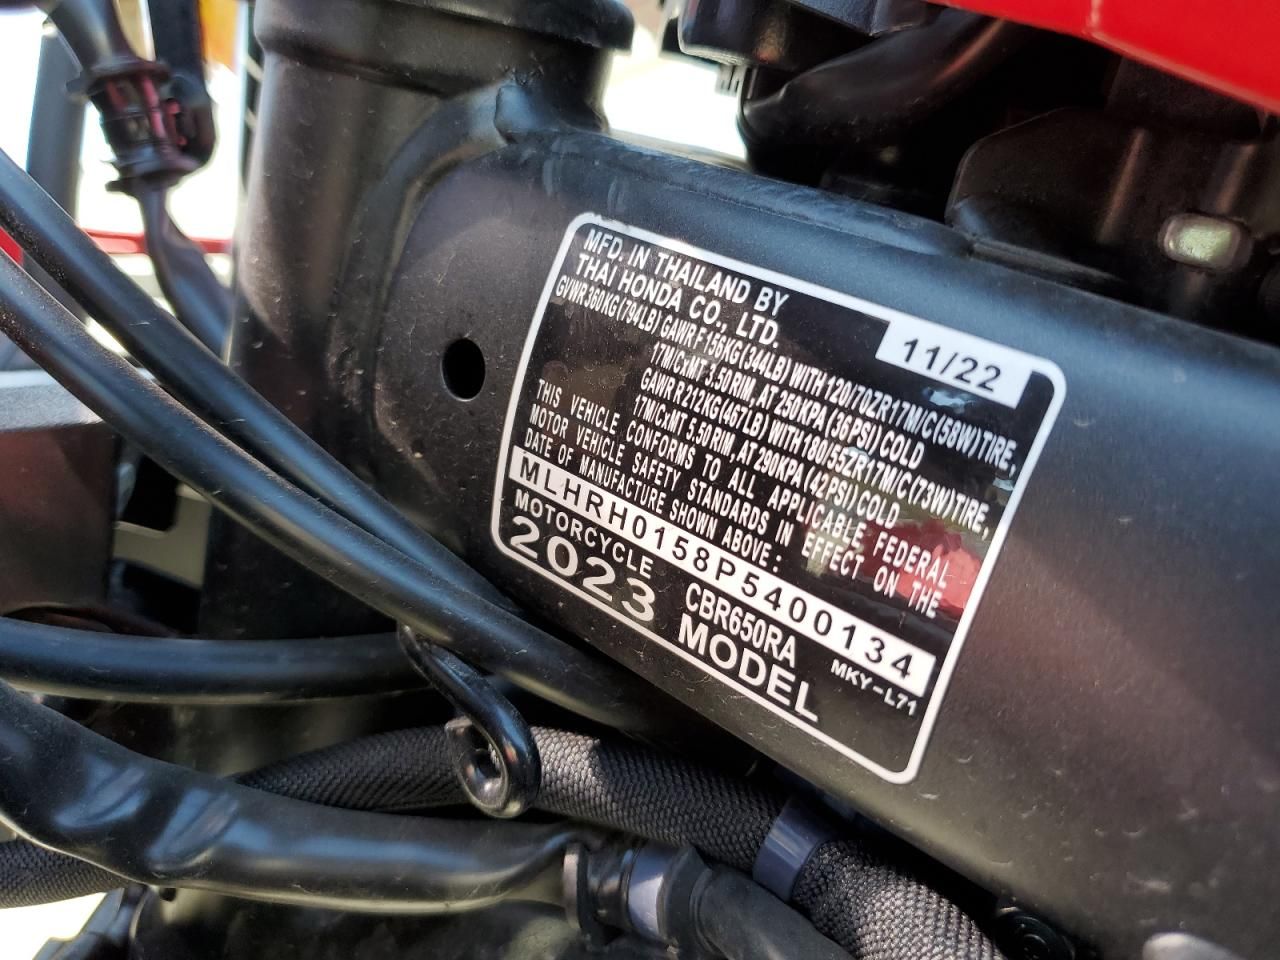 MFD. IN THAILAND BY
THAI HONDA CO., LTD.
11/22
GVWR 360KG (794LB) GAWR F 156KG (344LB) WITH 120/70ZR17M/C(58W)TIRE,
17M/CxMT 3.50 RIM, AT 250KPA (36PSI) COLD
GAWR R 212KG (467LB) WITH 180/55ZR17M/C(73W)TIRE,
17M/CxMT 5.50 RIM, AT 290KPA (42PSI) COLD
THIS VEHICLE CONFORMS TO ALL APPLICABLE FEDERAL
MOTOR VEHICLE SAFETY STANDARDS IN EFFECT ON THE
DATE OF MANUFACTURE SHOWN ABOVE:
MLHRH0158P5400134
MOTORCYCLE CBR650RA MKY-L71
2023 MODEL